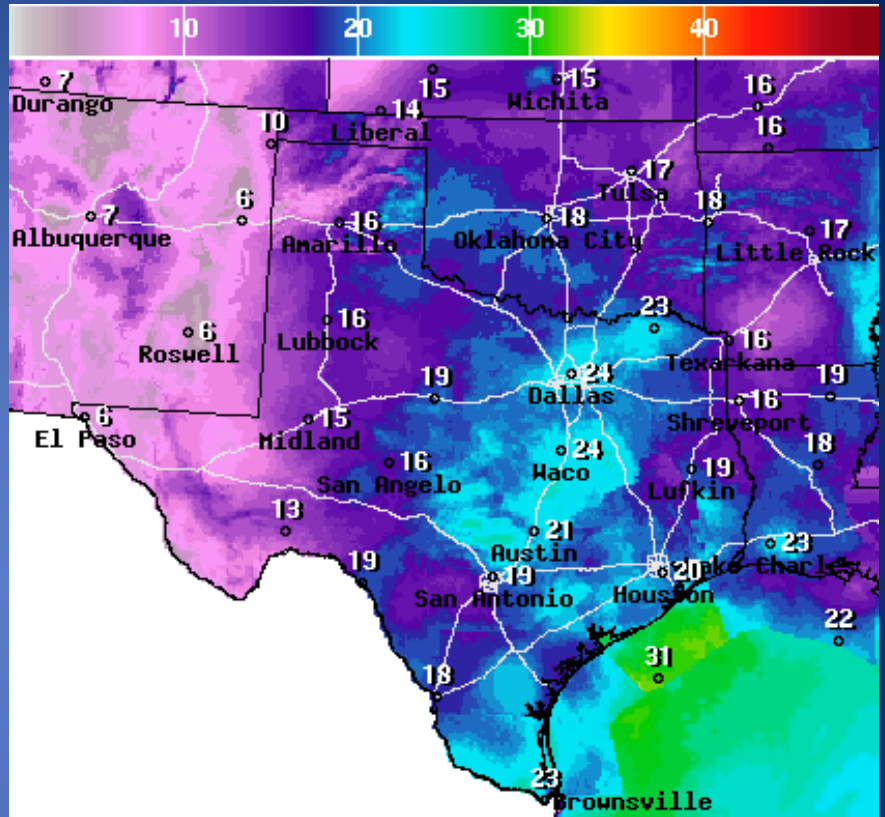 10 20 30 40
7
Durango
15
15
Wichita
14
Liberal
16
16
10
17
Tulsa
7
Albuquerque
6
16
Amarillo
18
Oklahoma City
18
17
Little Rock
6
Roswell
16
Lubbock
23
16
Texarkana
24
Dallas
19
16
Shreveport
19
6
El Paso
15
Midland
16
San Angelo
24
Waco
19
Lufkin
18
13
21
Austin
23
19
19
San Antonio
20
Houston
22
31
18
23
Brownsville